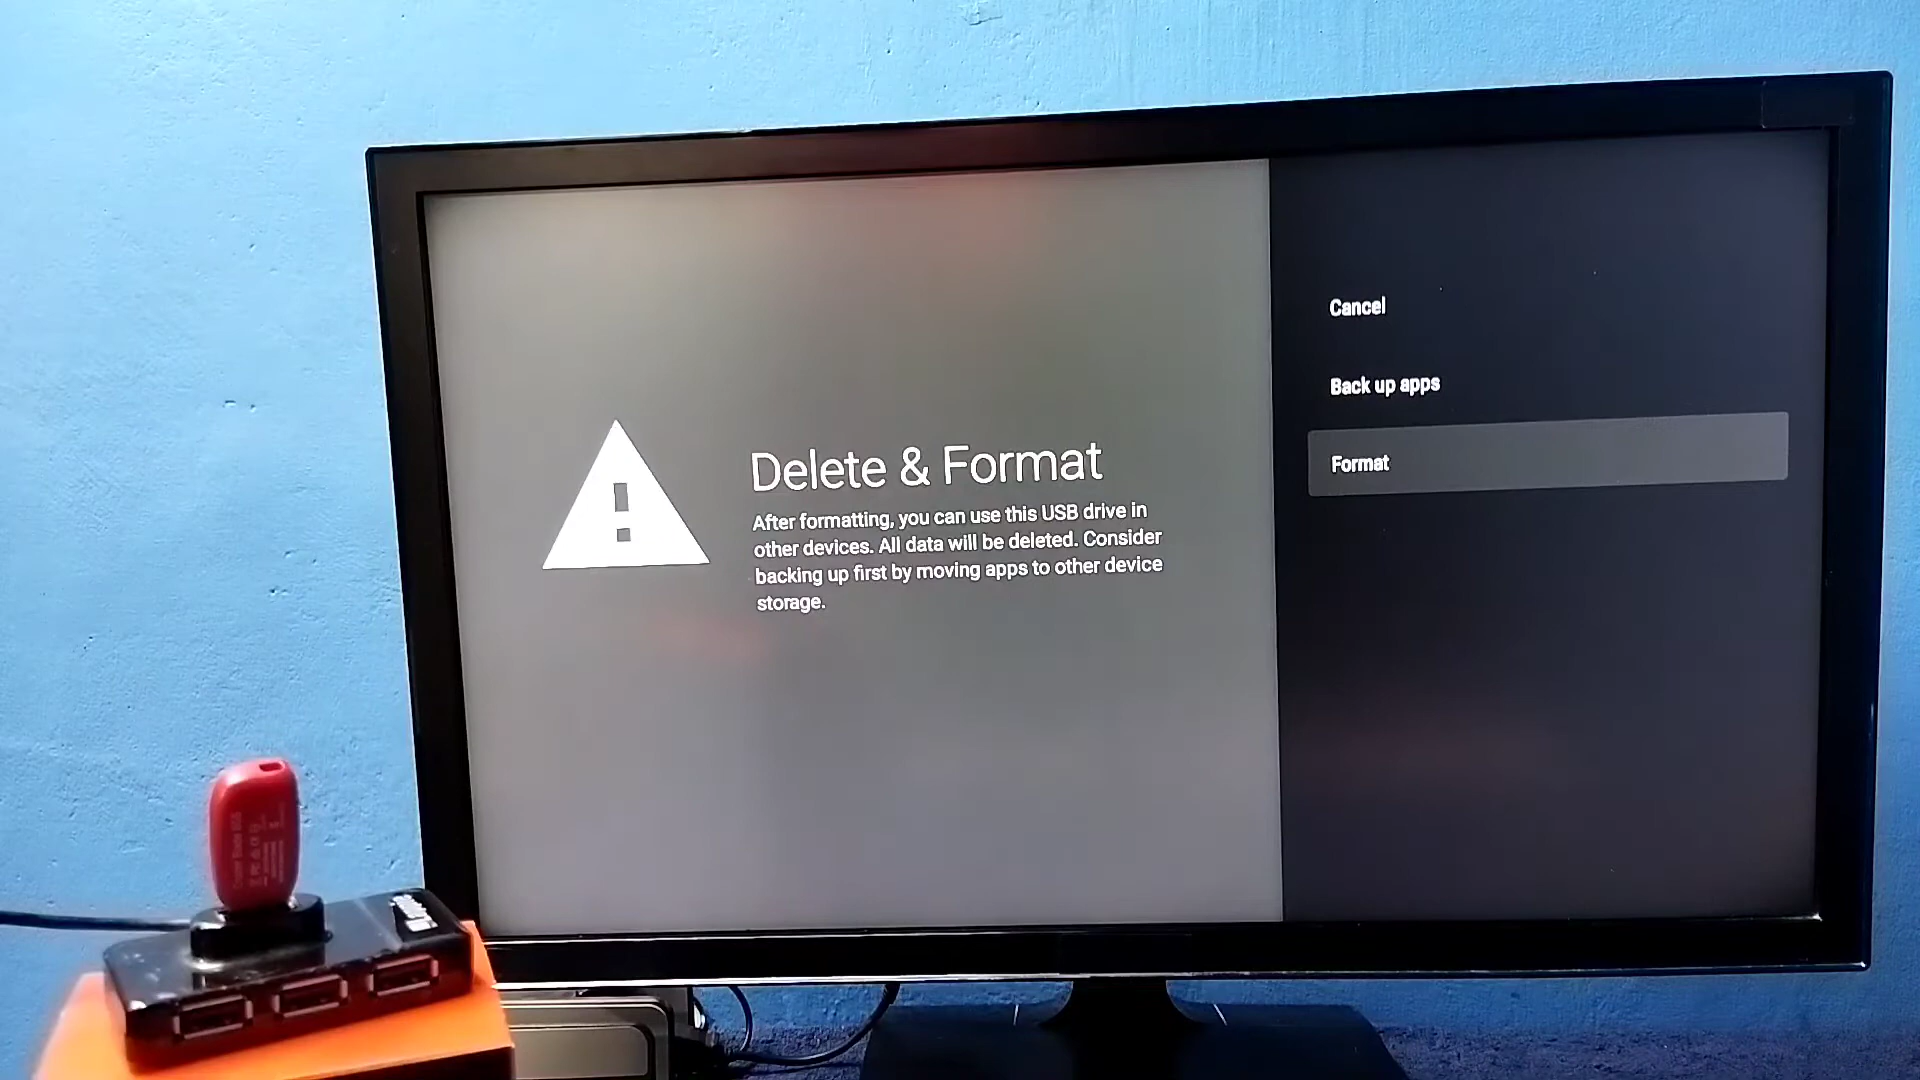 Delete & Format
After formatting, you can use this USB drive in
other devices. All data will be deleted. Consider
backing up first by moving apps to other device
storage.
Cancel
Back up apps
Format